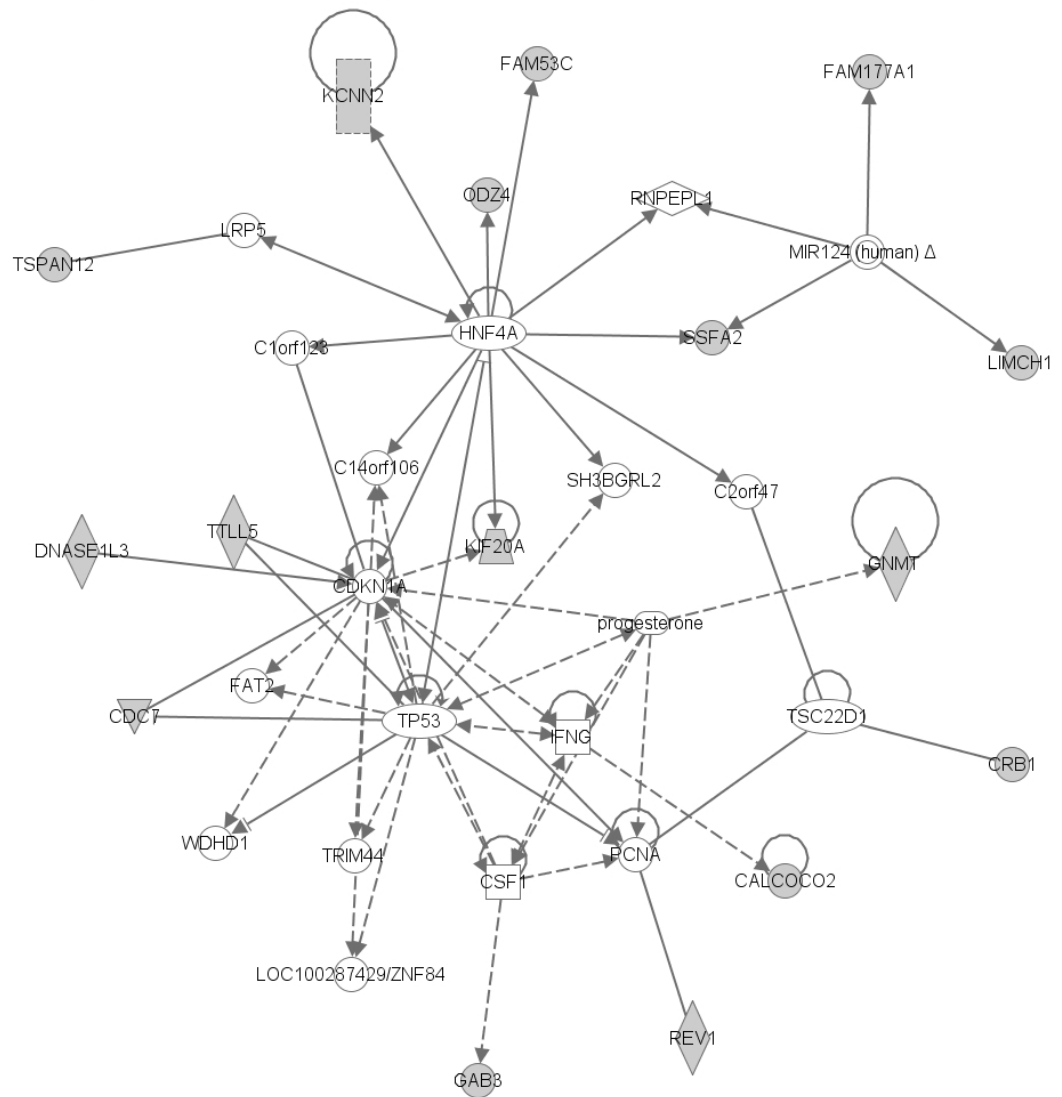 FAM53C
FAM177A1
KCNN2
ODZ4
RNPEPL1
LRP5
MIR124 (human) Δ
TSPAN12
HNF4A
SSFA2
C1orf123
LIMCH1
C14orf106
SH3BGRL2
C2orf47
TTLL5
KIF20A
DNASE1L3
GNMT
CDKN1A
progesterone
FAT2
CDC7
TP53
TSC22D1
IFNG
CRB1
WDHD1
TRIM44
PCNA
CSF1
CALCOCO2
LOC100287429/ZNF84
REV1
GAB3